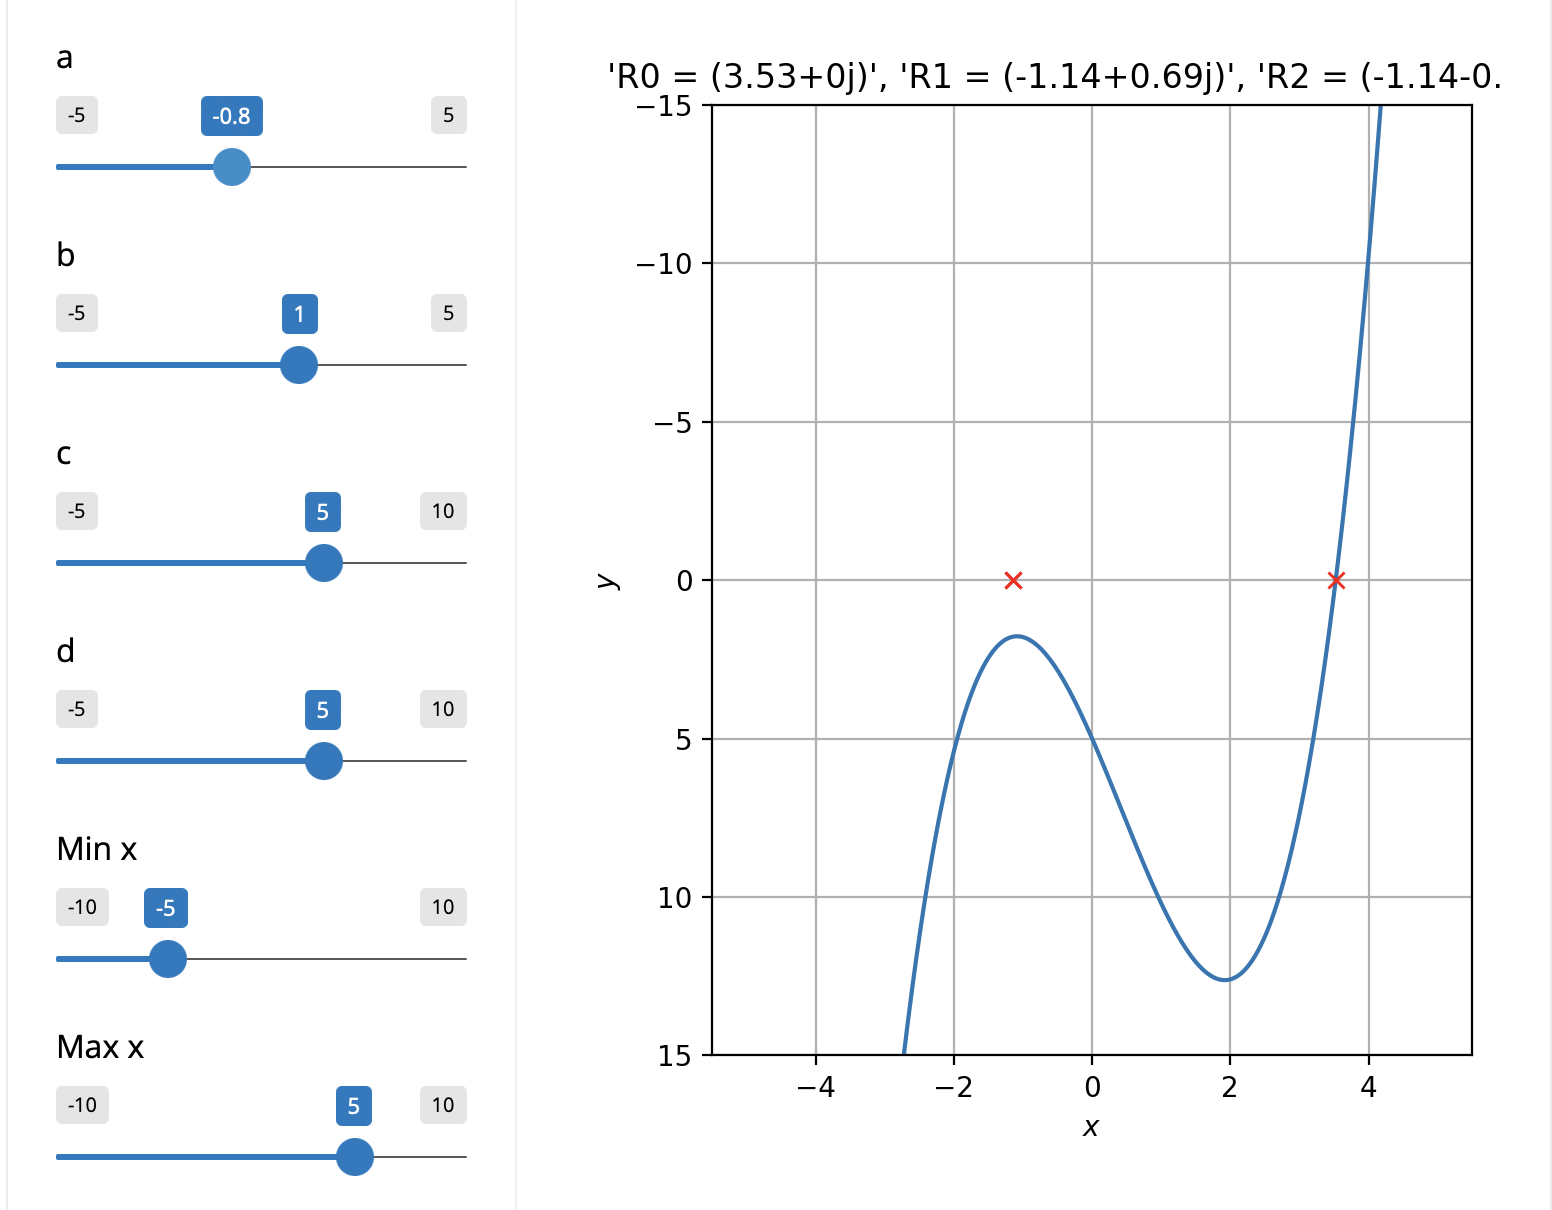 a
-5 -0.8 5
b
-5 1 5
c
-5 5 10
d
-5 5 10
Min x
-10 -5 10
Max x
-10 5 10
'R0 = (3.53+0j)', 'R1 = (-1.14+0.69j)', 'R2 = (-1.14-0.
−15
−10
−5
0
5
10
15
y
−4 −2 0 2 4
x